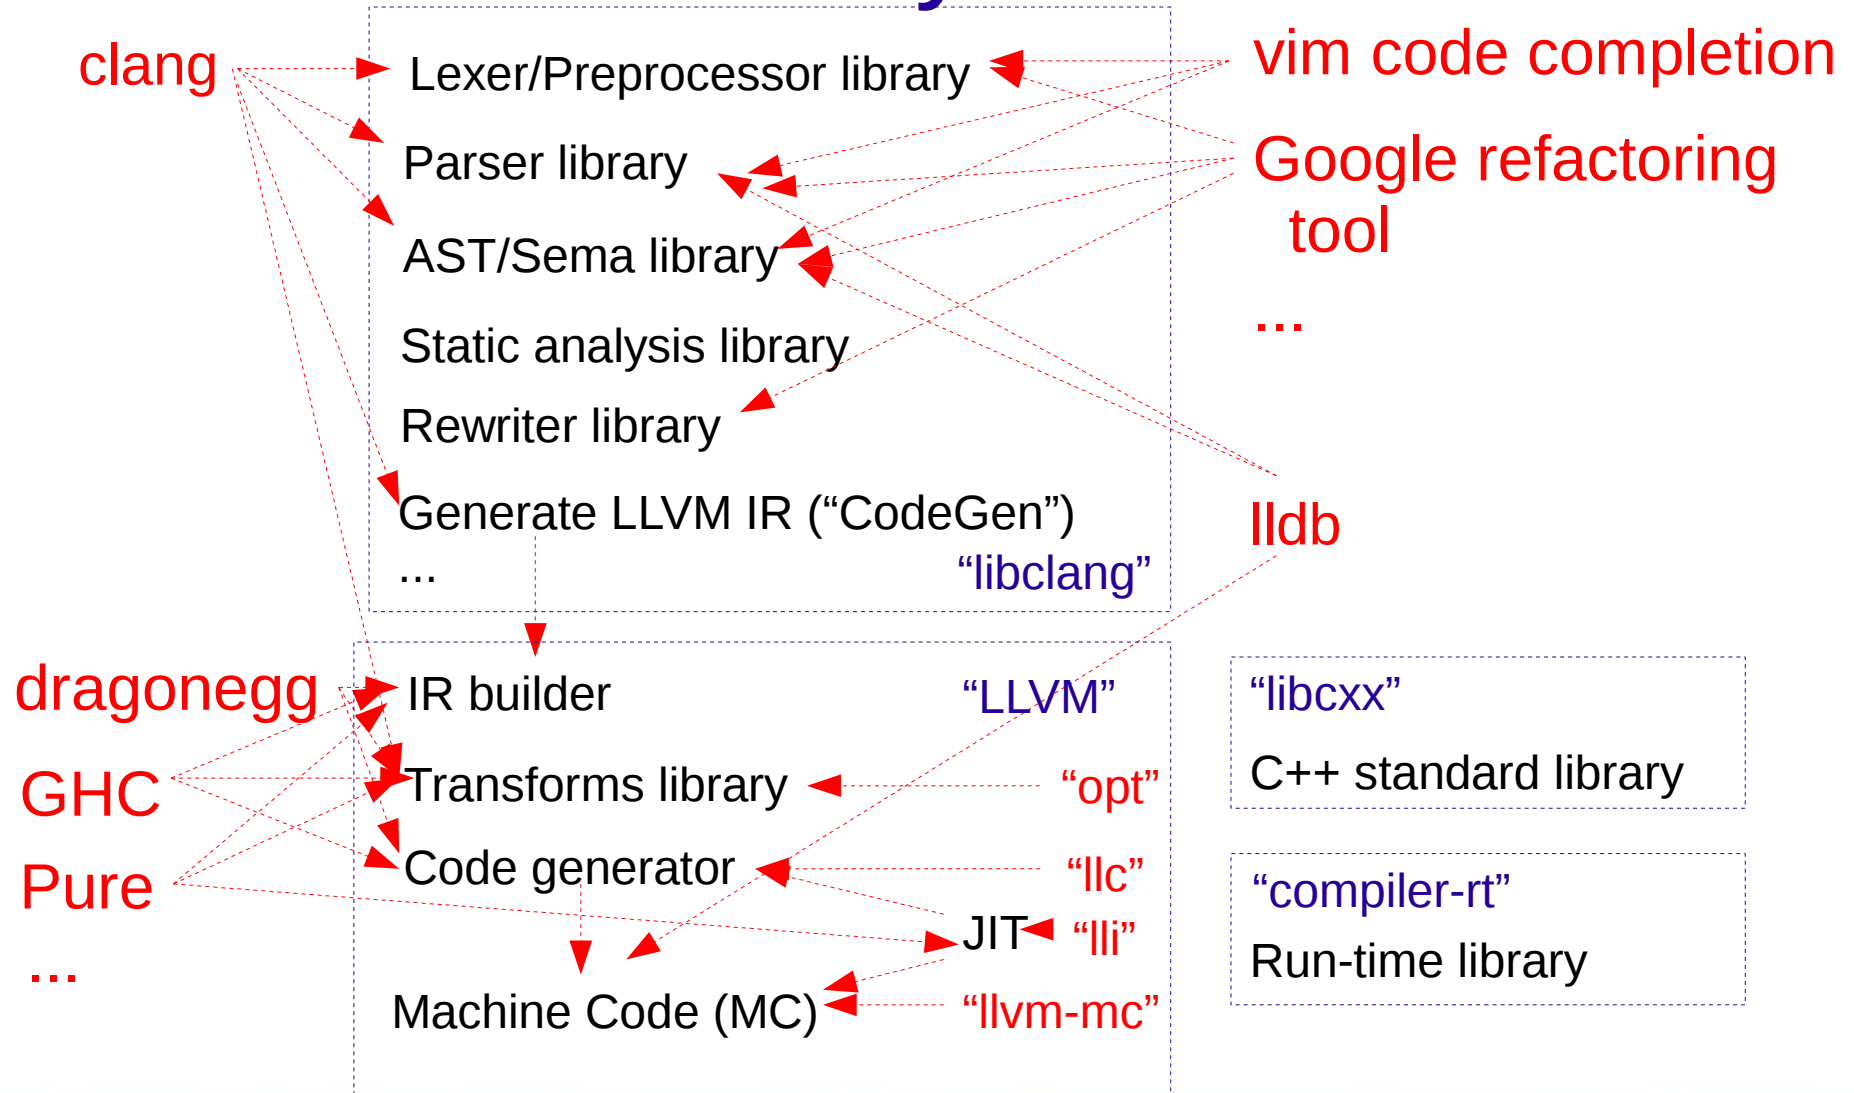 clang
Lexer/Preprocessor library
vim code completion
Parser library
Google refactoring
tool
AST/Sema library
...
Static analysis library
Rewriter library
Generate LLVM IR (“CodeGen”)
lldb
...
“libclang”
dragonegg
IR builder
“LLVM”
“libcxx”
GHC
Transforms library
“opt”
C++ standard library
Pure
Code generator
“llc”
“compiler-rt”
JIT
“lli”
...
Run-time library
Machine Code (MC)
“llvm-mc”